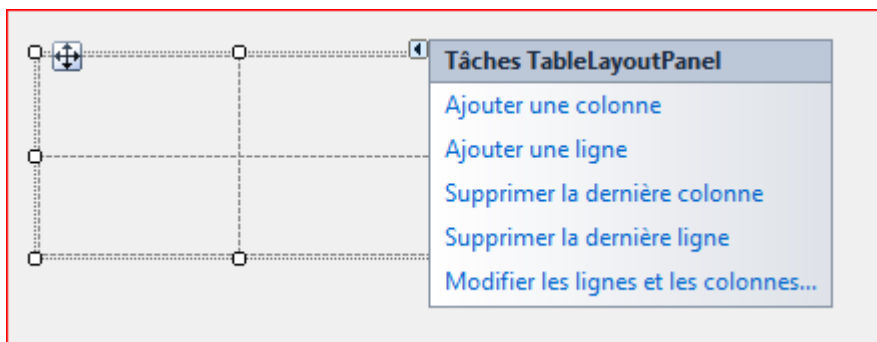 Tâches TableLayoutPanel
Ajouter une colonne
Ajouter une ligne
Supprimer la dernière colonne
Supprimer la dernière ligne
Modifier les lignes et les colonnes...